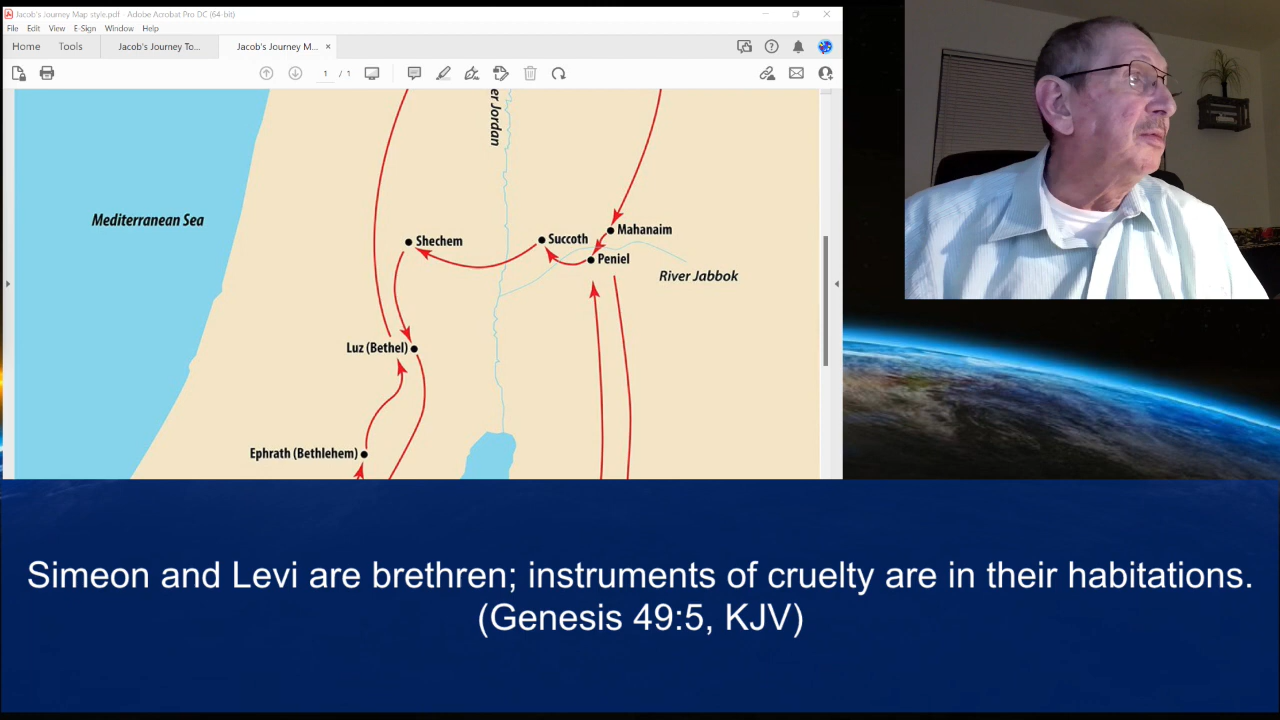 Jacob's Journey Map style.pdf - Adobe Acrobat Pro DC (64-bit)
File Edit View E-Sign Window Help
Home Tools Jacob's Journey To... Jacob's Journey M... ×
1 / 1
er Jordan
Mediterranean Sea
Mahanaim
Shechem
Succoth
Peniel
River Jabbok
Luz (Bethel)
Ephrath (Bethlehem)
Simeon and Levi are brethren; instruments of cruelty are in their habitations.
(Genesis 49:5, KJV)